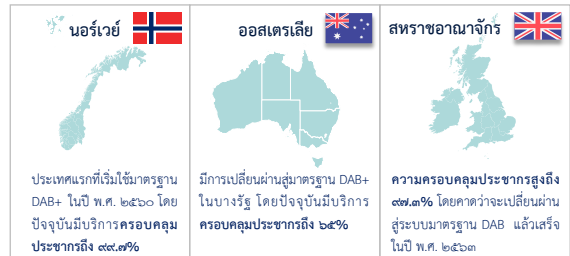 นอร์เวย์
ประเทศแรกที่เริ่มใช้มาตรฐาน
DAB+ ในปี พ.ศ. ๒๕๖๐ โดย
ปัจจุบันมีบริการครอบคลุม
ประชากรถึง ๙๙.๗%
ออสเตรเลีย
มีการเปลี่ยนผ่านสู่มาตรฐาน DAB+
ในบางรัฐ โดยปัจจุบันมีบริการ
ครอบคลุมประชากรถึง ๖๕%
สหราชอาณาจักร
ความครอบคลุมประชากรสูงถึง
๙๗.๓% โดยคาดว่าจะเปลี่ยนผ่าน
สู่ระบบมาตรฐาน DAB แล้วเสร็จ
ในปี พ.ศ. ๒๕๖๓